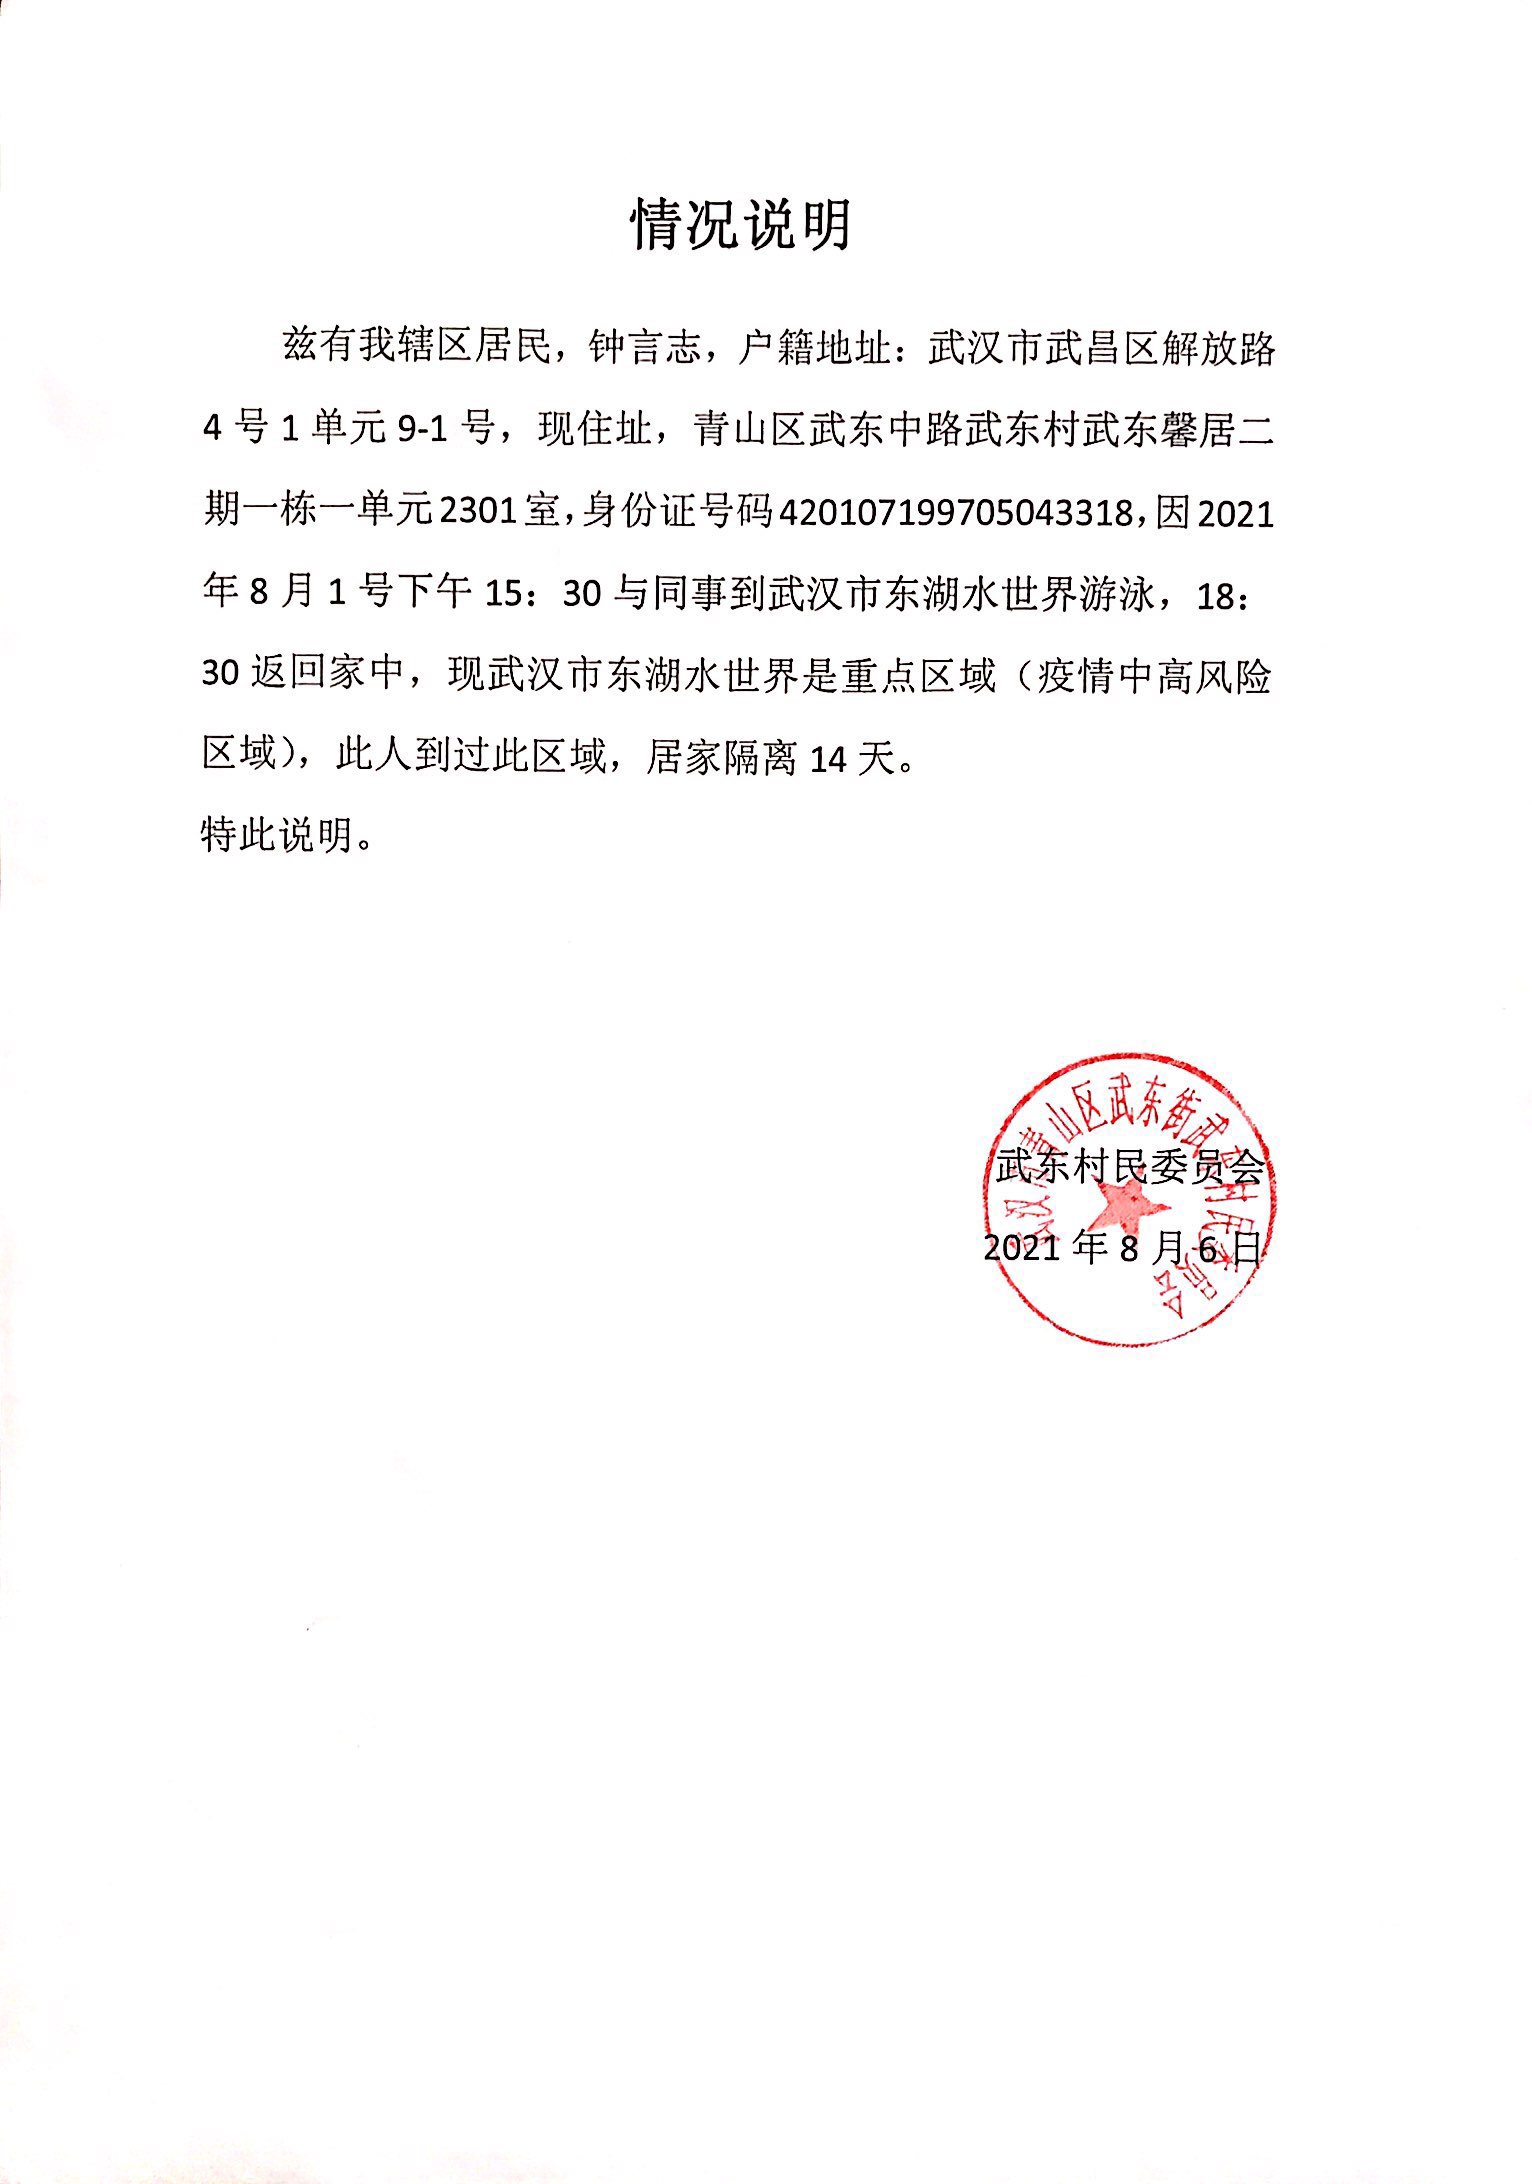 情况说明
兹有我辖区居民，钟言志，户籍地址：武汉市武昌区解放路
4号1单元9-1号，现住址，青山区武东中路武东村武东馨居二
期一栋一单元2301室，身份证号码420107199705043318，因2021
年8月1号下午15：30与同事到武汉市东湖水世界游泳，18：
30返回家中，现武汉市东湖水世界是重点区域（疫情中高风险
区域），此人到过此区域，居家隔离14天。
特此说明。
汉市青山区武东街武东村民委员会
武东村民委员会
2021年8月6日